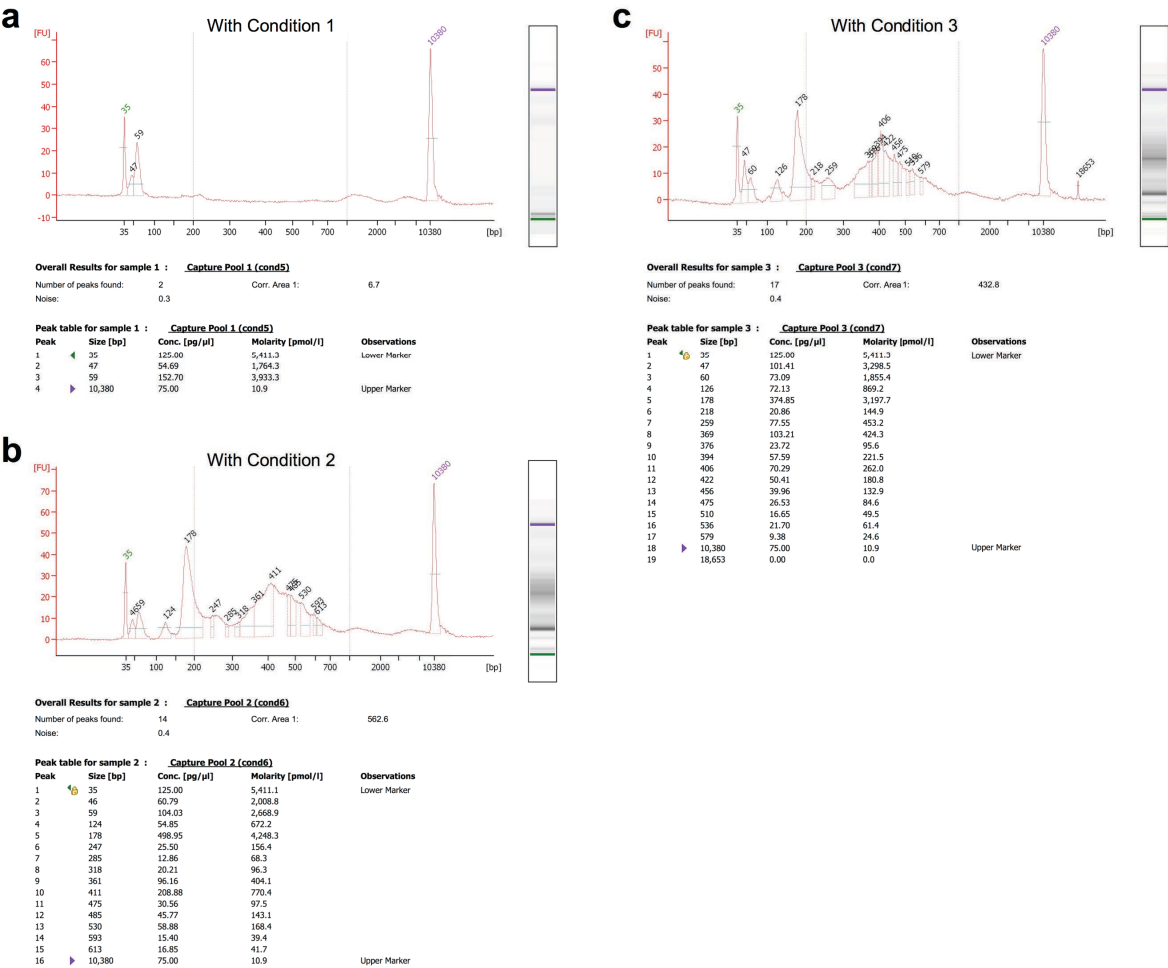 a
With Condition 1
[FU]
60
50
40
30
20
10
0
-10
35
47
59
10380
35 100 200 300 400 500 700 2000 10380 [bp]
Overall Results for sample 1 : Capture Pool 1 (cond5)
Number of peaks found: 2 Corr. Area 1: 6.7
Noise: 0.3
Peak table for sample 1 : Capture Pool 1 (cond5)
Peak Size [bp] Conc. [pg/µl] Molarity [pmol/l] Observations
1 35 125.00 5,411.3 Lower Marker
2 47 54.69 1,764.3
3 59 152.70 3,933.3
4 10,380 75.00 10.9 Upper Marker
b
With Condition 2
[FU]
70
60
50
40
30
20
10
0
35
46
59
124
178
247
285
318
361
411
475
485
530
593
613
10380
35 100 200 300 400 500 700 2000 10380 [bp]
Overall Results for sample 2 : Capture Pool 2 (cond6)
Number of peaks found: 14 Corr. Area 1: 562.6
Noise: 0.4
Peak table for sample 2 : Capture Pool 2 (cond6)
Peak Size [bp] Conc. [pg/µl] Molarity [pmol/l] Observations
1 35 125.00 5,411.1 Lower Marker
2 46 60.79 2,008.8
3 59 104.03 2,668.9
4 124 54.85 672.2
5 178 498.95 4,248.3
6 247 25.50 156.4
7 285 12.86 68.3
8 318 20.21 96.3
9 361 96.16 404.1
10 411 208.88 770.4
11 475 30.56 97.5
12 485 45.77 143.1
13 530 58.88 168.4
14 593 15.40 39.4
15 613 16.85 41.7
16 10,380 75.00 10.9 Upper Marker
c
With Condition 3
[FU]
50
40
30
20
10
0
35
47
60
126
178
218
259
369
376
394
406
422
456
475
510
536
579
10380
18653
35 100 200 300 400 500 700 2000 10380 [bp]
Overall Results for sample 3 : Capture Pool 3 (cond7)
Number of peaks found: 17 Corr. Area 1: 432.8
Noise: 0.4
Peak table for sample 3 : Capture Pool 3 (cond7)
Peak Size [bp] Conc. [pg/µl] Molarity [pmol/l] Observations
1 35 125.00 5,411.3 Lower Marker
2 47 101.41 3,298.5
3 60 73.09 1,855.4
4 126 72.13 869.2
5 178 374.85 3,197.7
6 218 20.86 144.9
7 259 77.55 453.2
8 369 103.21 424.3
9 376 23.72 95.6
10 394 57.59 221.5
11 406 70.29 262.0
12 422 50.41 180.8
13 456 39.96 132.9
14 475 26.53 84.6
15 510 16.65 49.5
16 536 21.70 61.4
17 579 9.38 24.6
18 10,380 75.00 10.9 Upper Marker
19 18,653 0.00 0.0